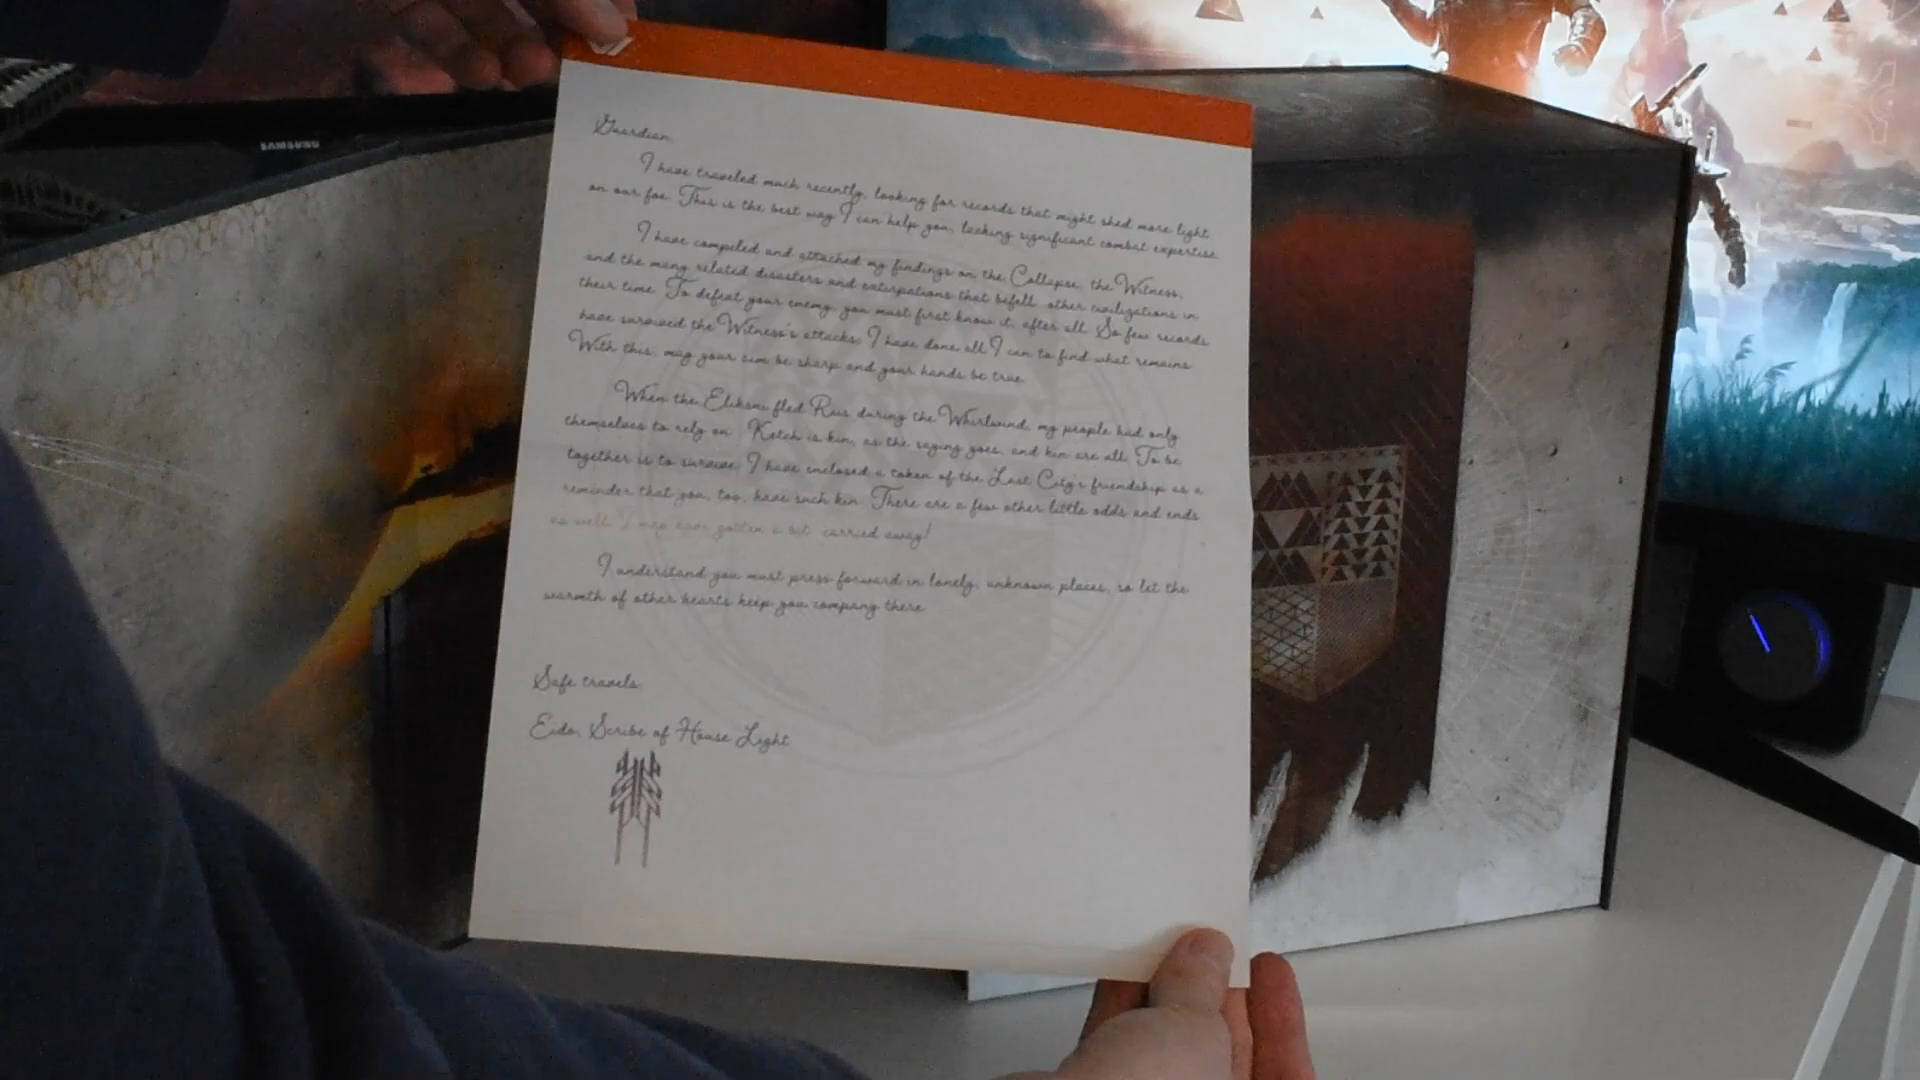 SAMSUNG
Guardian,
I have traveled much recently, looking for records that might shed more light
on our foe. This is the best way I can help you, lacking significant combat expertise.
I have compiled and attached my findings on the Collapse, the Witness,
and the many related disasters and extirpations that befell other civilizations in
their time. To defeat your enemy, you must first know it, after all. So few records
have survived the Witness's attacks; I have done all I can to find what remains.
With this, may your aim be sharp and your hands be true.
When the Eliksni fled Riis during the Whirlwind, my people had only
themselves to rely on. Ketch is kin, as the saying goes, and kin are all. To be
together is to survive. I have enclosed a token of the Last City's friendship as a
reminder that you, too, have such kin. There are a few other little odds and ends
as well. I may have gotten a bit carried away!
I understand you must press forward in lonely, unknown places, so let the
warmth of other hearts keep you company there.
Safe travels,
Eido, Scribe of House Light